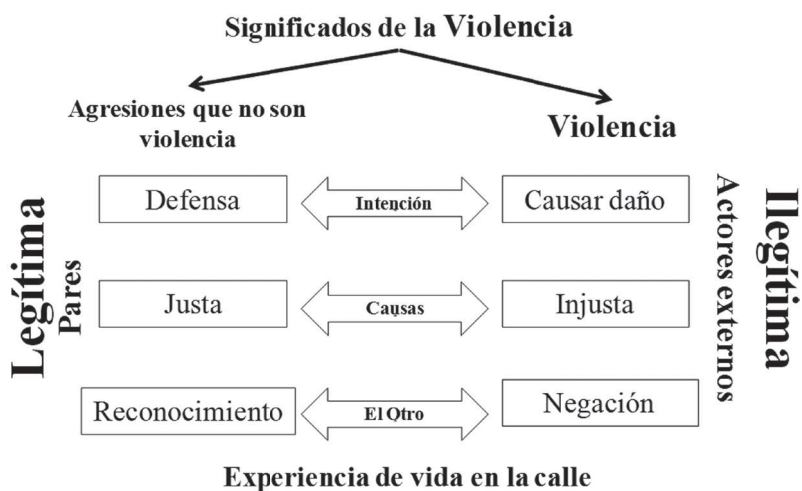 Significados de la Violencia
Agresiones que no son
violencia
Violencia
Legítima
Pares
Defensa
Intención
Causar daño
Justa
Causas
Injusta
Reconocimiento
El Otro
Negación
Actores externos
Ilegítima
Experiencia de vida en la calle